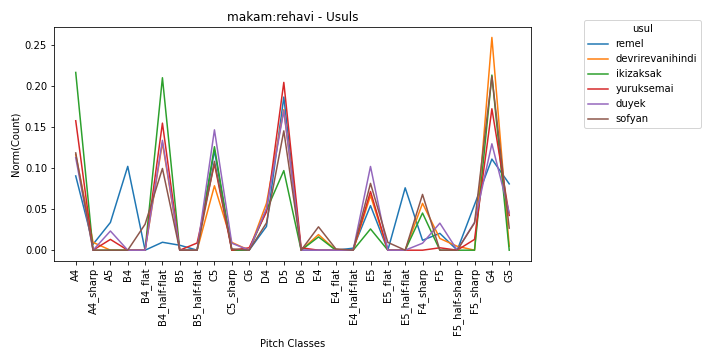 makam:rehavi - Usuls
usul
remel
devrirevanihindi
ikizaksak
yuruksemai
duyek
sofyan
Norm(Count)
0.25
0.20
0.15
0.10
0.05
0.00
A4
A4_sharp
A5
B4
B4_flat
B4_half-flat
B5
B5_half-flat
C5
C5_sharp
C6
D4
D5
D6
E4
E4_flat
E4_half-flat
E5
E5_flat
E5_half-flat
F4_sharp
F5
F5_half-sharp
F5_sharp
G4
G5
Pitch Classes